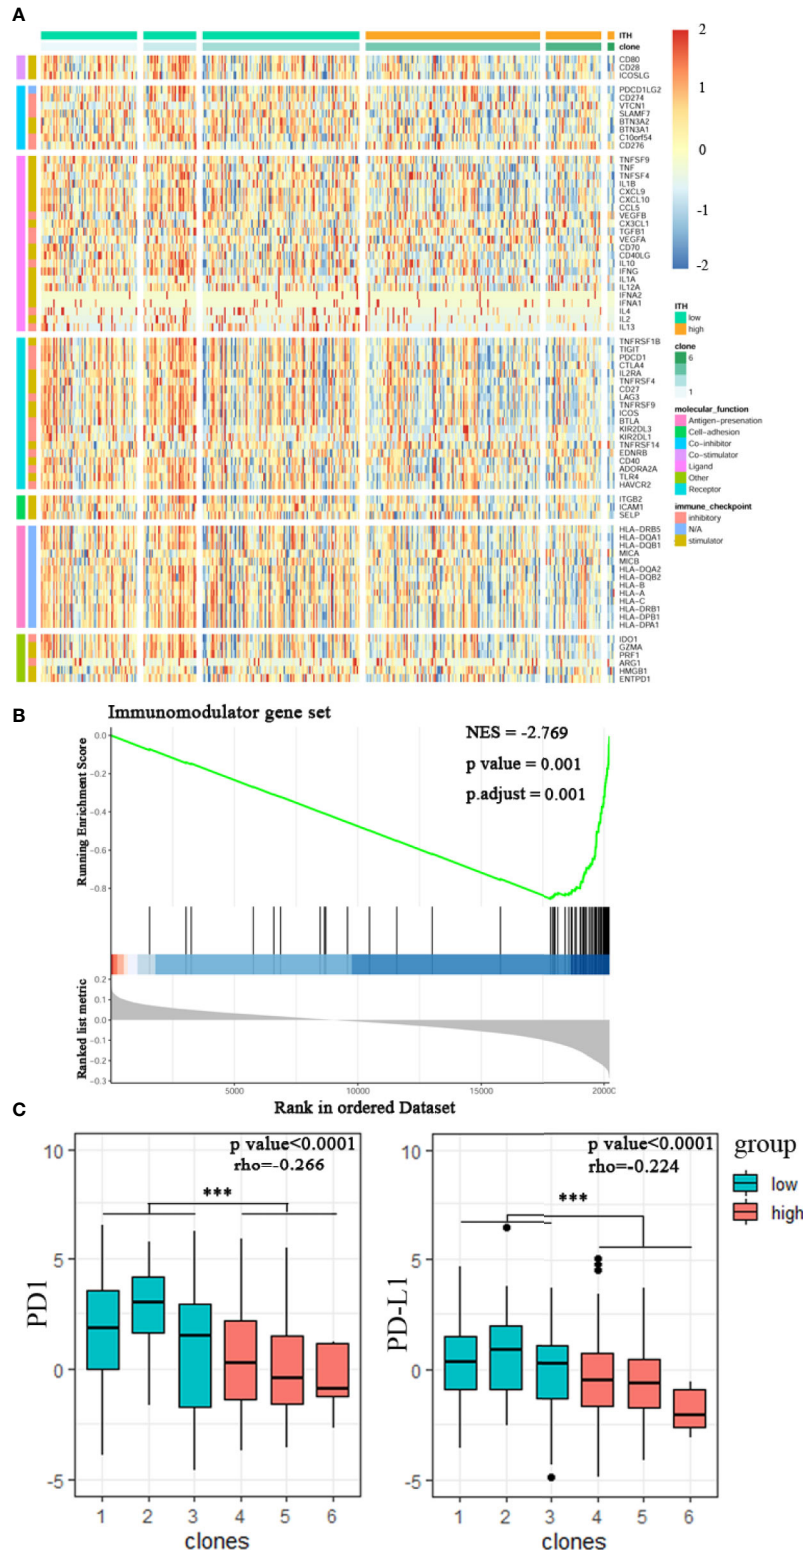 A
ITH
clone
CD80
CD28
ICOSLG
PDCD1LG2
CD274
VTCN1
SLAMF7
BTN3A2
BTN3A1
C10orf54
CD276
TNFSF9
TNF
TNFSF4
IL1B
CXCL9
CXCL10
CCL5
VEGFB
CX3CL1
TGFB1
VEGFA
CD70
CD40LG
IL10
IFNG
IL1A
IL12A
IFNA2
IFNA1
IL4
IL2
IL13
TNFRSF1B
TIGIT
PDCD1
CTLA4
IL2RA
TNFRSF4
CD27
LAG3
TNFRSF9
ICOS
BTLA
KIR2DL3
KIR2DL1
TNFRSF14
EDNRB
CD40
ADORA2A
TLR4
HAVCR2
ITGB2
ICAM1
SELP
HLA-DRB5
HLA-DQA1
HLA-DQB1
MICA
MICB
HLA-DQA2
HLA-DQB2
HLA-B
HLA-A
HLA-C
HLA-DRB1
HLA-DPB1
HLA-DPA1
IDO1
GZMA
PRF1
ARG1
HMGB1
ENTPD1
2
1
0
-1
-2
ITH
low
high
clone
6
1
molecular_function
Antigen-presenation
Cell-adhesion
Co-inhibitor
Co-stimulator
Ligand
Other
Receptor
immune_checkpoint
inhibitory
N/A
stimulator
B
Immunomodulator gene set
NES = -2.769
p value = 0.001
p.adjust = 0.001
Running Enrichment Score
0.0
-0.2
-0.4
-0.6
-0.8
Ranked list metric
0.2
0.1
0.0
-0.1
-0.2
-0.3
5000 10000 15000 20000
Rank in ordered Dataset
C
p value<0.0001
rho=-0.266
***
PD1
10
5
0
-5
1 2 3 4 5 6
clones
p value<0.0001
rho=-0.224
***
PD-L1
10
5
0
-5
1 2 3 4 5 6
clones
group
low
high